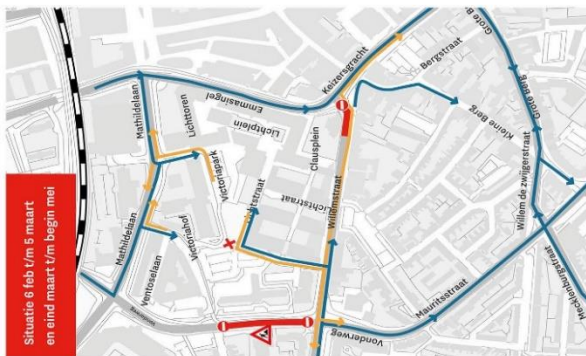 Situatie 6 feb t/m 5 maart
en eind maart t/m begin mei
Mathildelaan
Mathildelaan
Ventoselaan
Victoriahof
Lichttoren
Victoriapark
Emmasingel
Lichtplein
Lichtstraat
Clausplein
Willemstraat
Keizersgracht
Bergstraat
Kleine Berg
Grote Berg
Willem de zwijgerstraat
Mauritsstraat
Vonderweg
Mecklenburgstraat